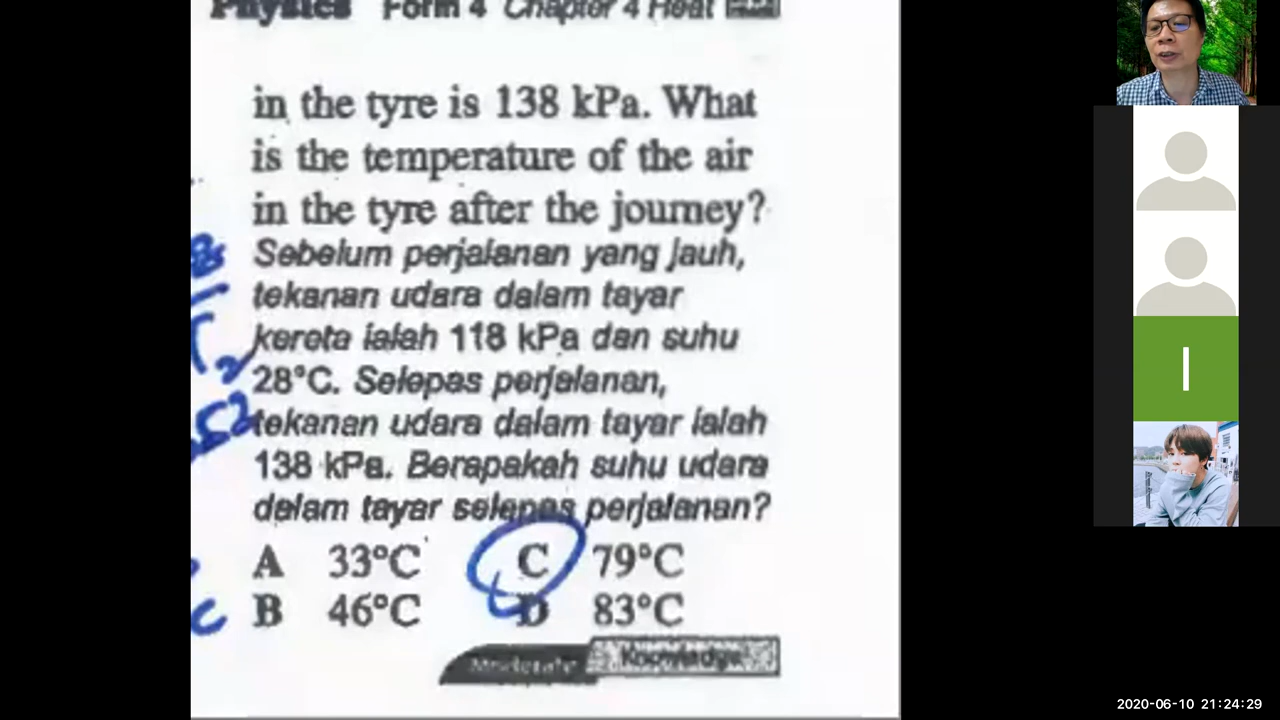 Physics Form 4 Chapter 4 Heat
in the tyre is 138 kPa. What
is the temperature of the air
in the tyre after the journey?
Sebelum perjalanan yang jauh,
tekanan udara dalam tayar
kereta ialah 118 kPa dan suhu
28°C. Selepas perjalanan,
tekanan udara dalam tayar ialah
138 kPa. Berapakah suhu udara
dalam tayar selepas perjalanan?
A 33°C C 79°C
B 46°C D 83°C
Moderate Knowledge
I
2020-06-10 21:24:29